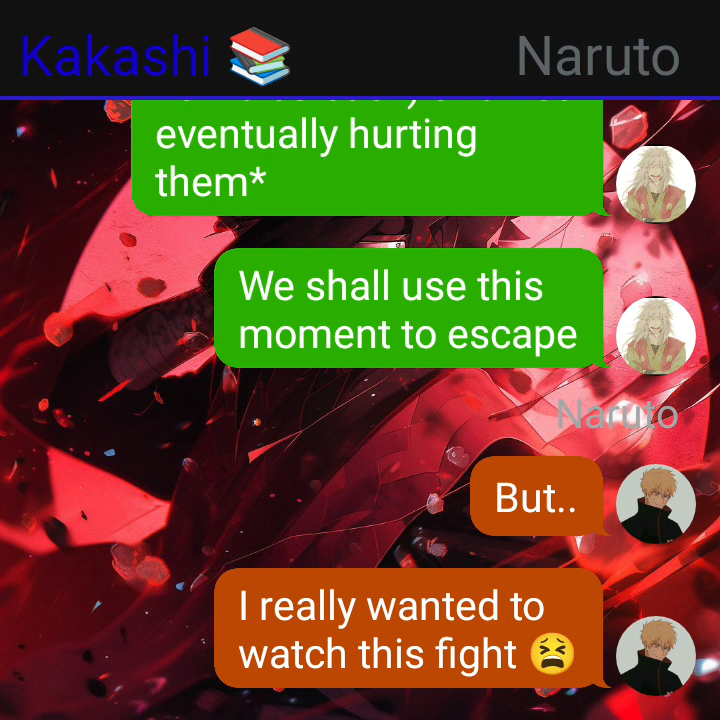 Kakashi 📚 Naruto
eventually hurting
them*
We shall use this
moment to escape
Naruto
But..
I really wanted to
watch this fight 😫